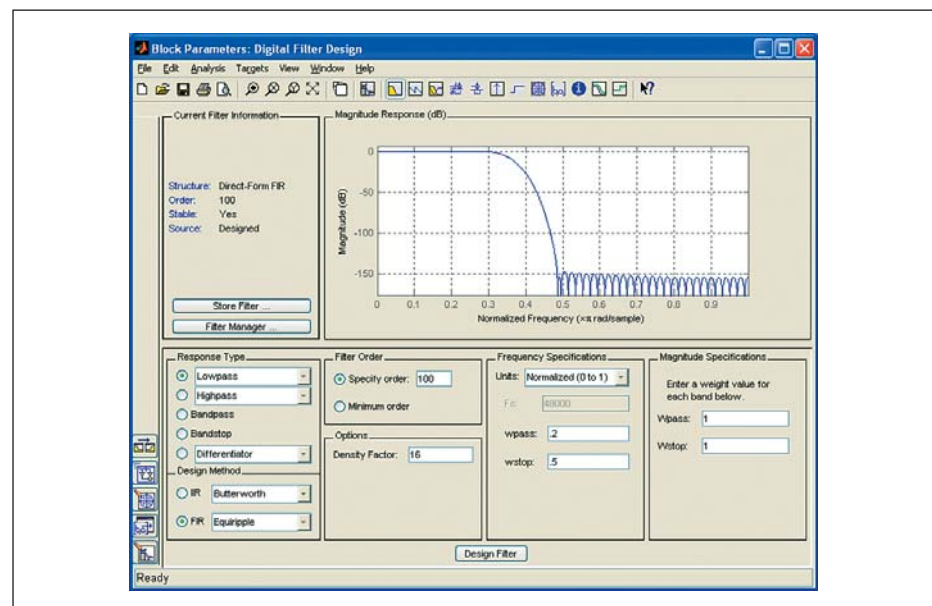 Block Parameters: Digital Filter Design
File Edit Analysis Targets View Window Help
Current Filter Information
Structure: Direct-Form FIR
Order: 100
Stable: Yes
Source: Designed
Store Filter ...
Filter Manager ...
Magnitude Response (dB)
Magnitude (dB)
0
-50
-100
-150
0 0.1 0.2 0.3 0.4 0.5 0.6 0.7 0.8 0.9
Normalized Frequency (×π rad/sample)
Response Type
Lowpass
Highpass
Bandpass
Bandstop
Differentiator
Design Method
IIR Butterworth
FIR Equiripple
Filter Order
Specify order: 100
Minimum order
Options
Density Factor: 16
Frequency Specifications
Units: Normalized (0 to 1)
Fs: 48000
wpass: .2
wstop: .5
Magnitude Specifications
Enter a weight value for
each band below.
Wpass: 1
Wstop: 1
Design Filter
Ready